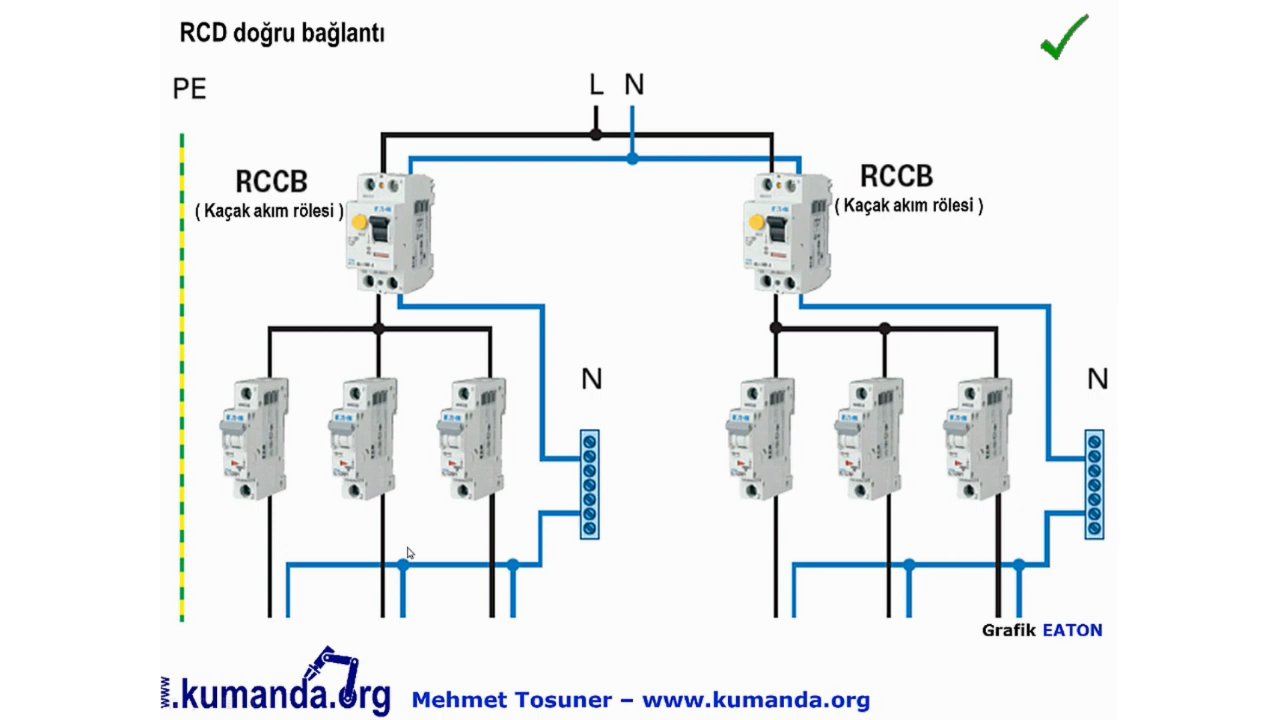 RCD doğru bağlantı
PE
L N
RCCB
( Kaçak akım rölesi )
RCCB
( Kaçak akım rölesi )
N
N
Grafik EATON
www.kumanda.org
Mehmet Tosuner – www.kumanda.org